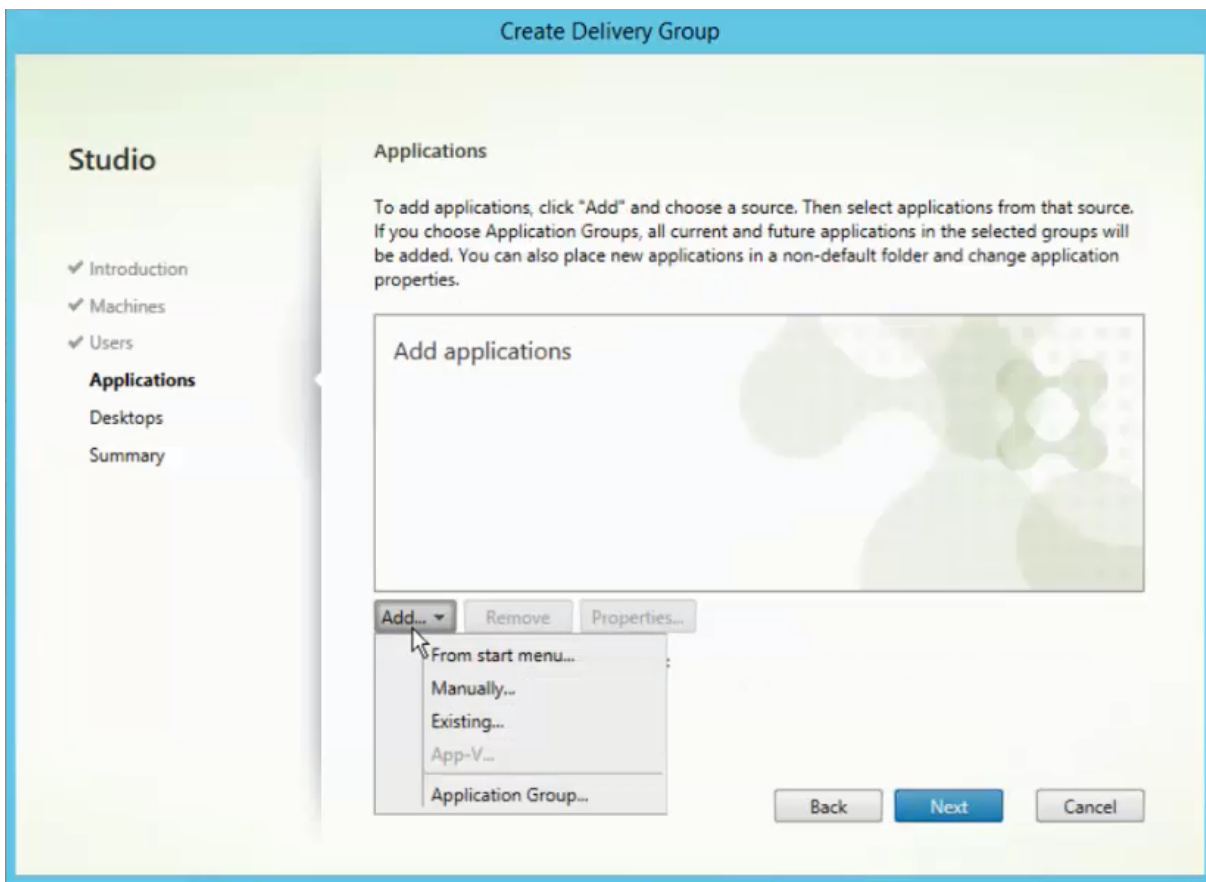 Create Delivery Group
Studio
Introduction
Machines
Users
Applications
Desktops
Summary
Applications
To add applications, click "Add" and choose a source. Then select applications from that source.
If you choose Application Groups, all current and future applications in the selected groups will
be added. You can also place new applications in a non-default folder and change application
properties.
Add applications
Add...
Remove
Properties...
From start menu...
Manually...
Existing...
App-V...
Application Group...
Back
Next
Cancel